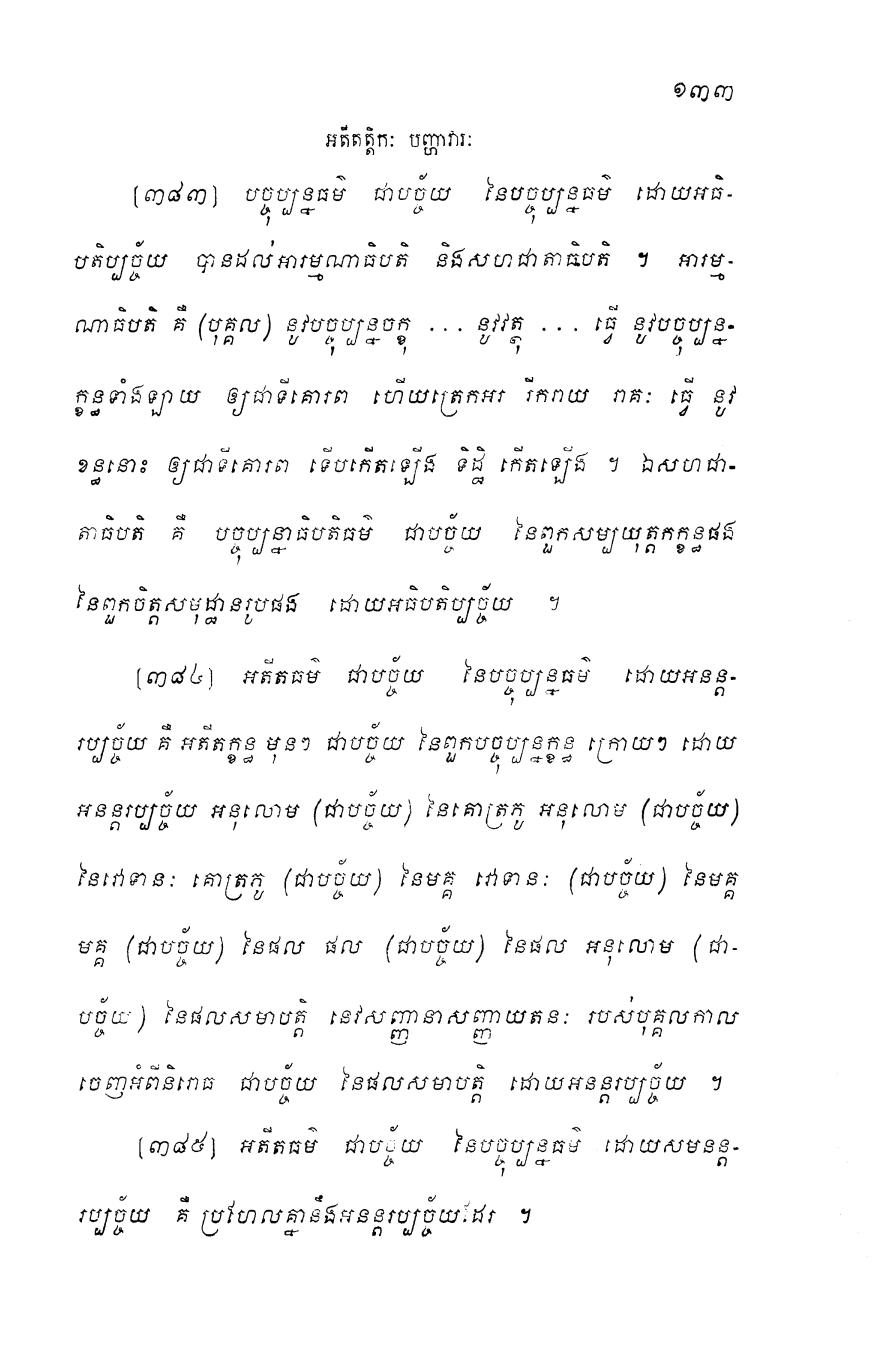 ១៣៣
អតីតត្តិកៈ បញ្ហាវារៈ
[៣៨៣] បច្ចុប្បន្នធម៌ ជាបច្ច័យ នៃបច្ចុប្បន្នធម៌ ដោយអធិ-
បតិប្បច្ច័យ បានដល់អារម្មណាធិបតិ និងសហជាតាធិបតិ ។ អារម្ម-
ណាធិបតិ គឺ (បុគ្គល) នូវបច្ចុប្បន្នចក្ខុ ... នូវវត្ថុ ... ធ្វើ នូវបច្ចុប្បន្ន-
ក្ខន្ធទាំងឡាយ ឲ្យជាទីគោរព ហើយត្រេកអរ រីករាយ រាគៈ ធ្វើ នូវ
ខន្ធនោះ ឲ្យជាទីគោរព ទើបកើតឡើង ទិដ្ឋិ កើតឡើង ។ ឯសហជា-
តាធិបតិ គឺ បច្ចុប្បន្នាធិបតិធម៌ ជាបច្ច័យ នៃពួកសម្បយុត្តកក្ខន្ធផង
នៃពួកចិត្តសមុដ្ឋានរូបផង ដោយអធិបតិប្បច្ច័យ ។
[៣៨៤] អតីតធម៌ ជាបច្ច័យ នៃបច្ចុប្បន្នធម៌ ដោយអនន្ត-
រប្បច្ច័យ គឺ អតីតក្ខន្ធ មុនៗ ជាបច្ច័យ នៃពួកបច្ចុប្បន្នក្ខន្ធ ក្រោយៗ ដោយ
អនន្តរប្បច្ច័យ អនុលោម (ជាបច្ច័យ) នៃគោត្រភូ អនុលោម (ជាបច្ច័យ)
នៃវោទានៈ គោត្រភូ (ជាបច្ច័យ) នៃមគ្គ វោទានៈ (ជាបច្ច័យ) នៃមគ្គ
មគ្គ (ជាបច្ច័យ) នៃផល ផល (ជាបច្ច័យ) នៃផល អនុលោម (ជា-
បច្ច័យ) នៃផលសមាបត្តិ នេវសញ្ញានាសញ្ញាយតនៈ របស់បុគ្គលកាល
ចេញអំពីនិរោធ ជាបច្ច័យ នៃផលសមាបត្តិ ដោយអនន្តរប្បច្ច័យ ។
[៣៨៥] អតីតធម៌ ជាបច្ច័យ នៃបច្ចុប្បន្នធម៌ ដោយសមនន្ត-
រប្បច្ច័យ គឺ ប្រហែលគ្នានឹងអនន្តរប្បច្ច័យដែរ ។